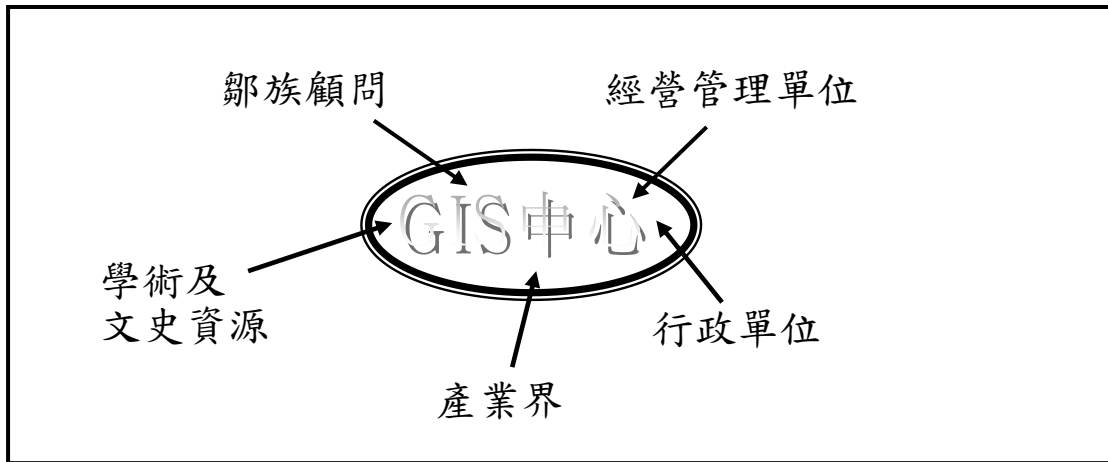 鄒族顧問
經營管理單位
GIS中心
學術及
文史資源
行政單位
產業界